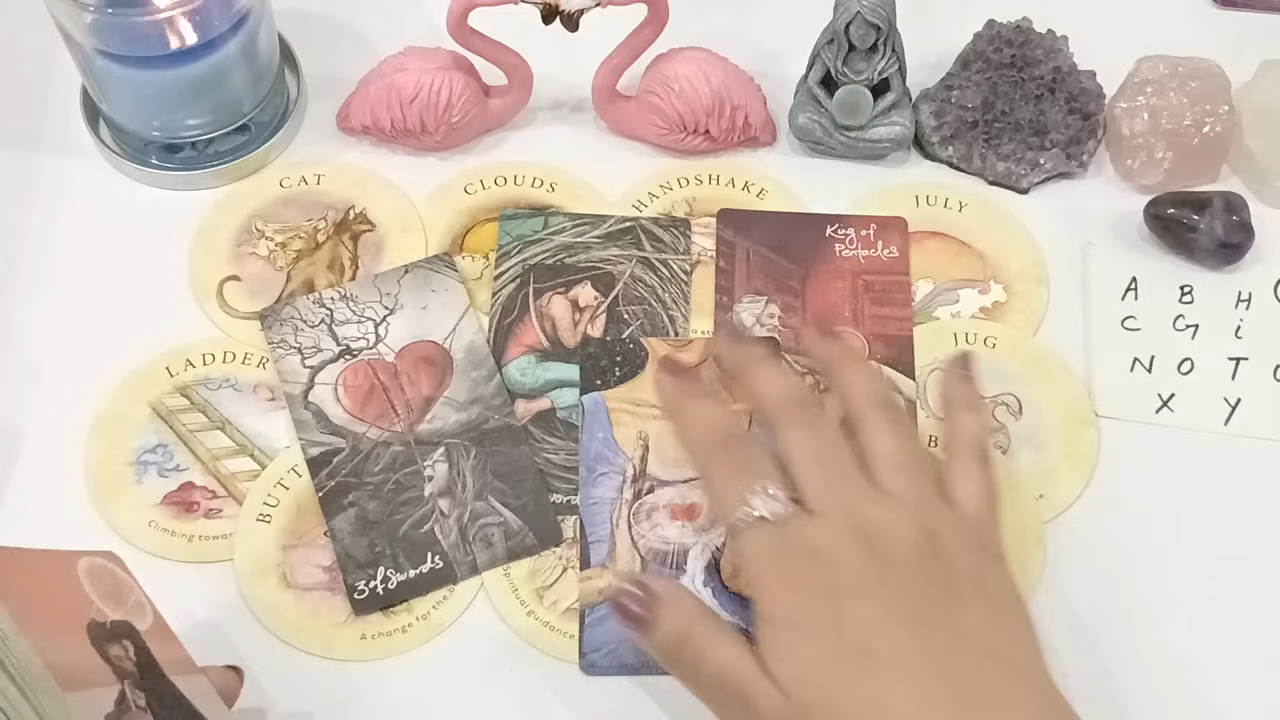 CAT
CLOUDS
HANDSHAKE
JULY
King of
Pentacles
LADDER
JUG
BUTT
Climbing towar
3 of Swords
A change for the b
Spiritual guidance
A B H
C G i
N O T
X Y